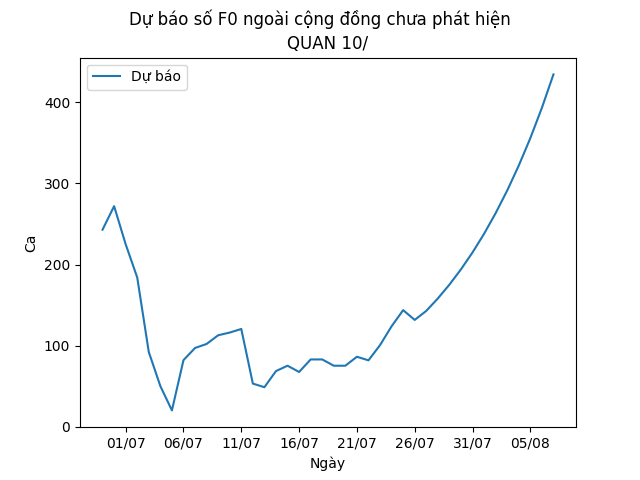 Dự báo số F0 ngoài cộng đồng chưa phát hiện
QUAN 10/
Dự báo
Ca
400
300
200
100
0
01/07 06/07 11/07 16/07 21/07 26/07 31/07 05/08
Ngày